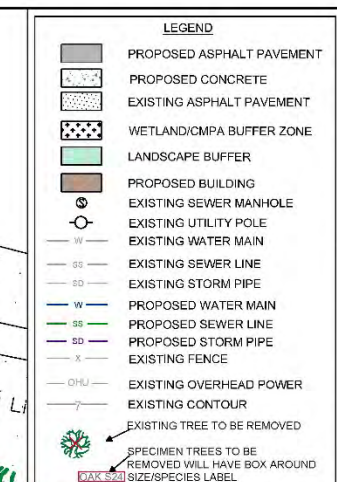 LEGEND
PROPOSED ASPHALT PAVEMENT
PROPOSED CONCRETE
EXISTING ASPHALT PAVEMENT
WETLAND/CMPA BUFFER ZONE
LANDSCAPE BUFFER
PROPOSED BUILDING
S EXISTING SEWER MANHOLE
EXISTING UTILITY POLE
W EXISTING WATER MAIN
SS EXISTING SEWER LINE
SD EXISTING STORM PIPE
W PROPOSED WATER MAIN
SS PROPOSED SEWER LINE
SD PROPOSED STORM PIPE
X EXISTING FENCE
OHU EXISTING OVERHEAD POWER
7 EXISTING CONTOUR
EXISTING TREE TO BE REMOVED
SPECIMEN TREES TO BE
REMOVED WILL HAVE BOX AROUND
OAK S24 SIZE/SPECIES LABEL